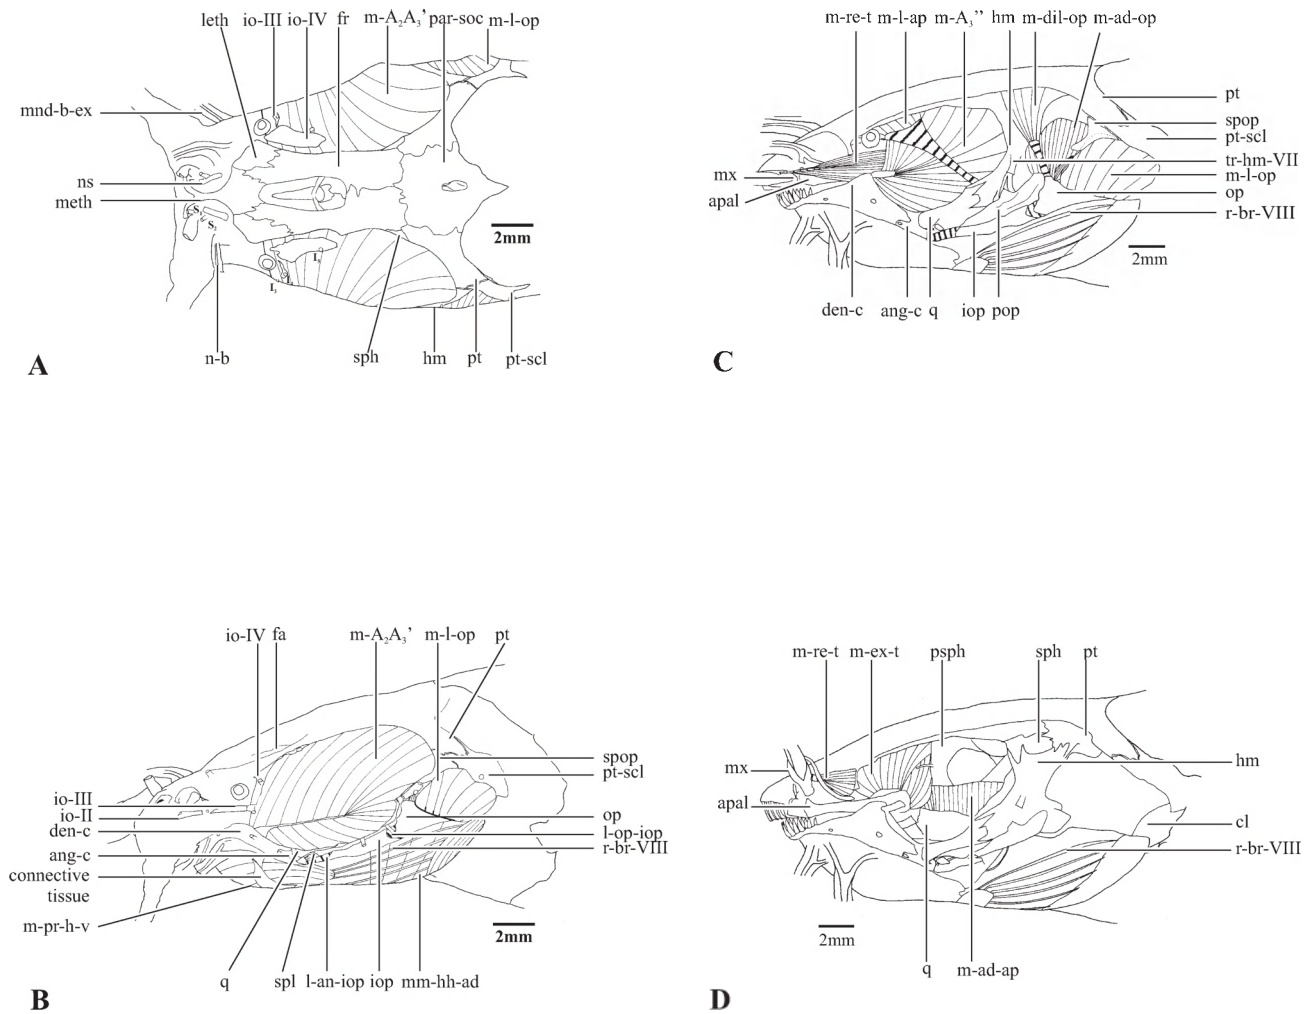 leth io-III io-IV fr m-A₂A₃’ par-soc m-l-op
mnd-b-ex
ns
meth
S₁
S₂
I₄
I₃
2mm
n-b sph hm pt pt-scl
A
m-re-t m-l-ap m-A₃’’ hm m-dil-op m-ad-op
pt
spop
pt-scl
tr-hm-VII
m-l-op
op
r-br-VIII
mx
apal
2mm
den-c ang-c q iop pop
C
io-IV fa m-A₂A₃’ m-l-op pt
spop
pt-scl
io-III
io-II
den-c
op
l-op-iop
r-br-VIII
ang-c
connective
tissue
m-pr-h-v
2mm
q spl l-an-iop iop mm-hh-ad
B
m-re-t m-ex-t psph sph pt
mx
hm
apal
cl
r-br-VIII
2mm
q m-ad-ap
D